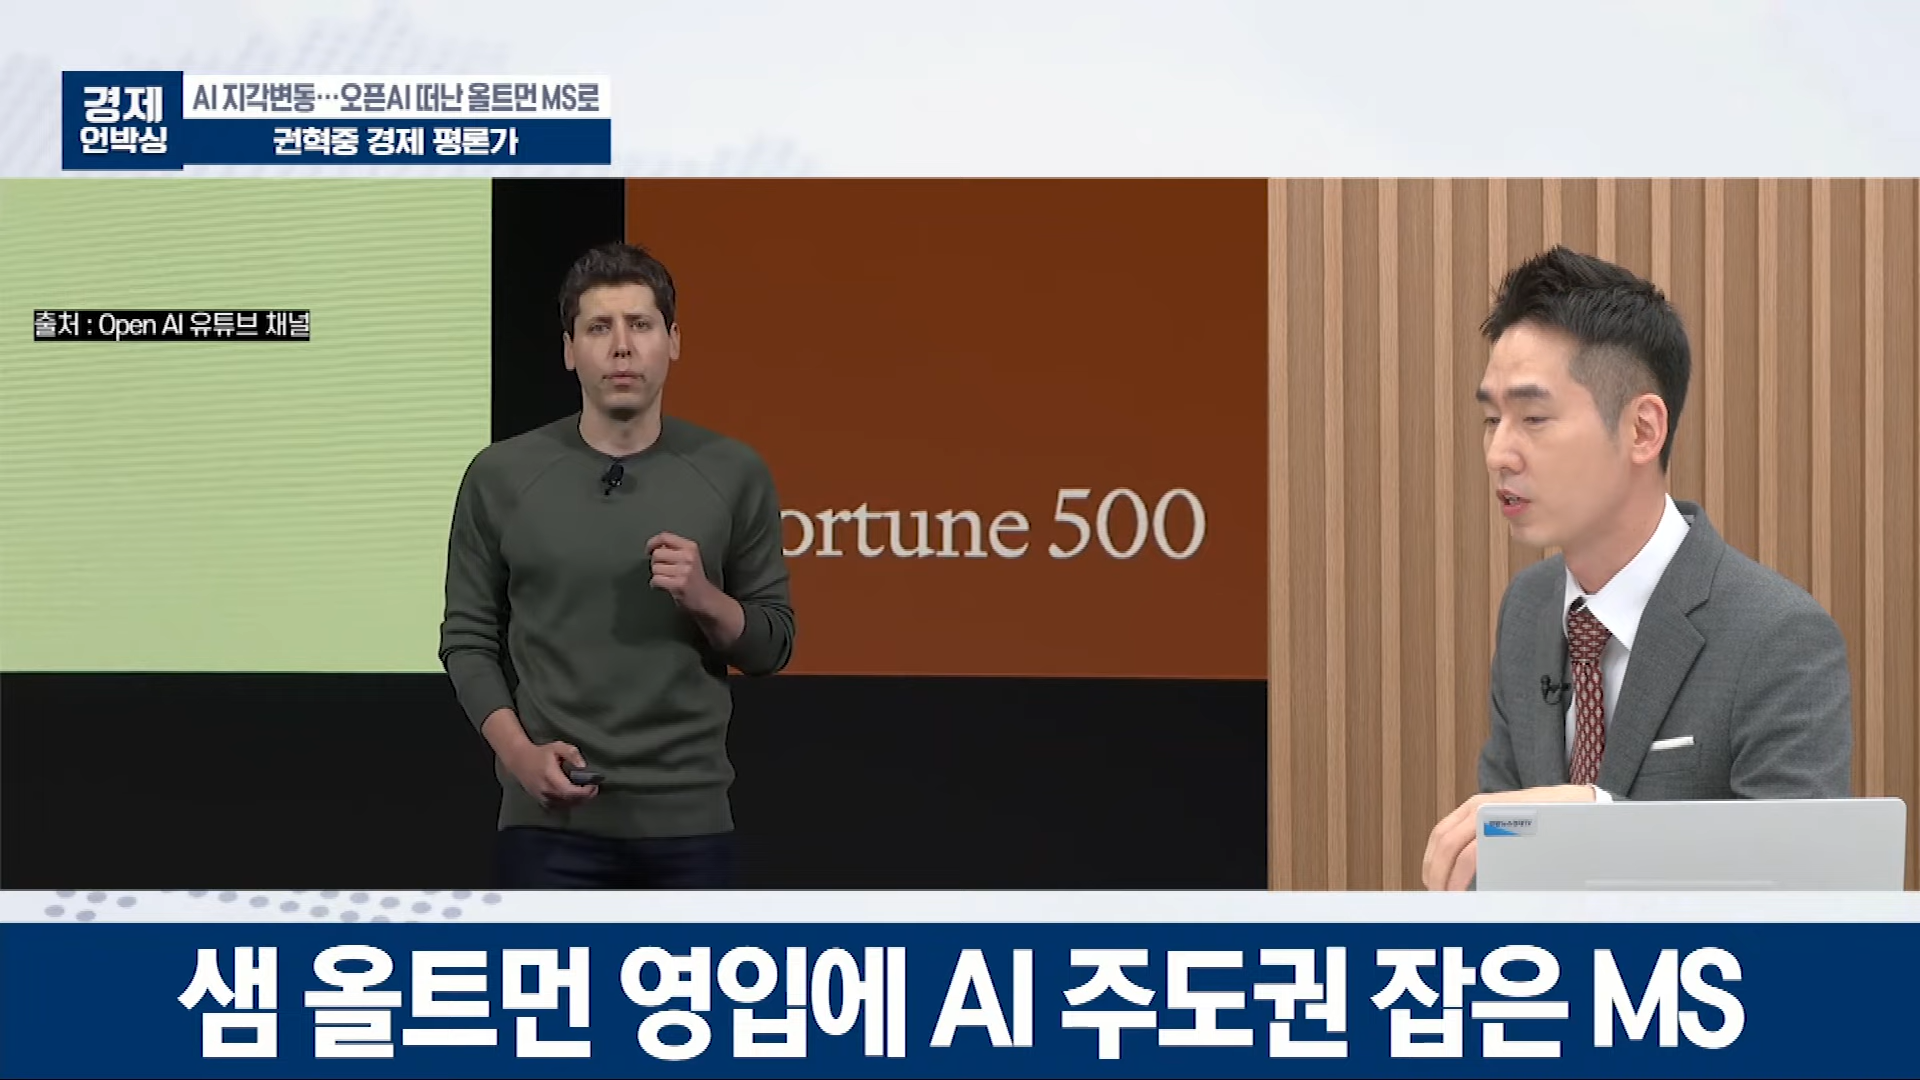 경제
언박싱
AI 지각변동…오픈AI 떠난 올트먼 MS로
권혁중 경제 평론가
출처 : Open AI 유튜브 채널
ortune 500
샘 올트먼 영입에 AI 주도권 잡은 MS